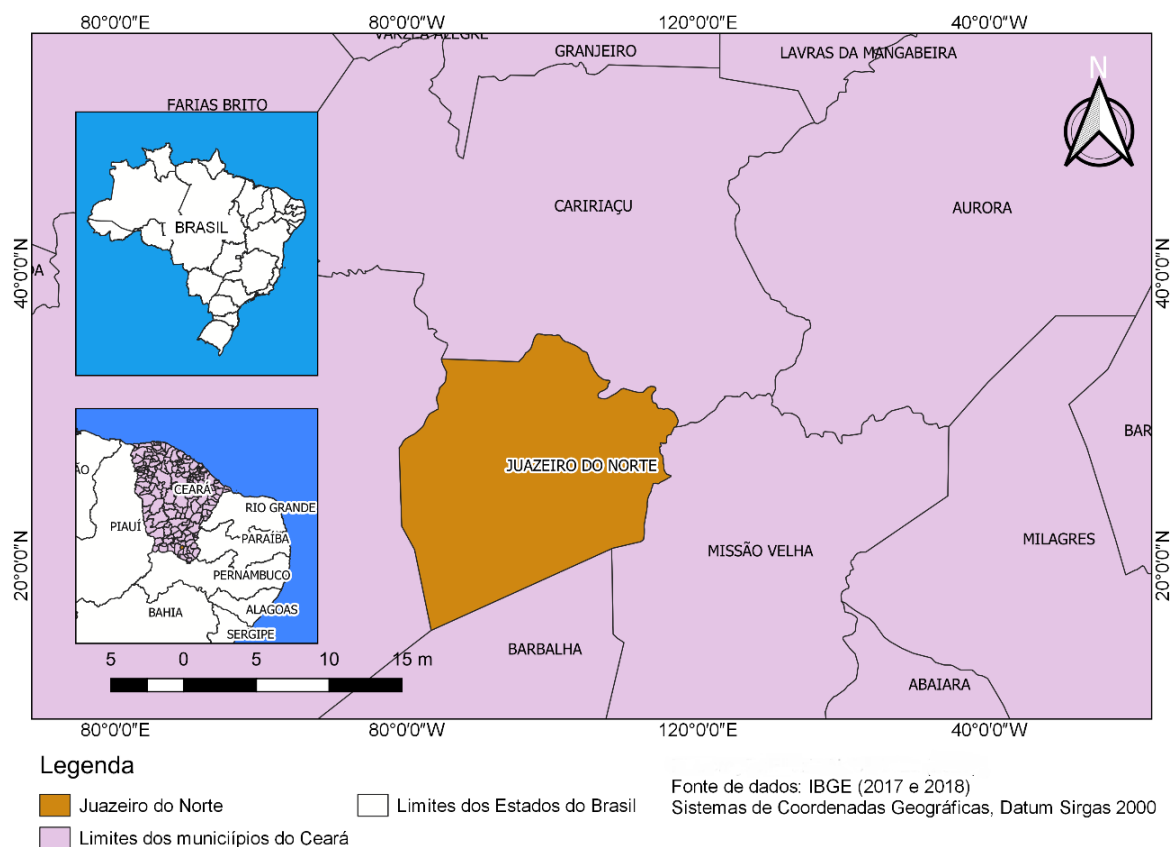 80°0'0"E 80°0'0"W 120°0'0"E 40°0'0"W
VÁRZEA ALEGRE
GRANJEIRO
LAVRAS DA MANGABEIRA
N
FARIAS BRITO
CARIRIAÇU
AURORA
BRASIL
40°0'0"N
40°0'0"N
JUAZEIRO DO NORTE
BAR
CEARÁ
RIO GRANDE
PIAUÍ
PARAÍBA
PERNAMBUCO
BAHIA
ALAGOAS
SERGIPE
20°0'0"N
20°0'0"N
MISSÃO VELHA
MILAGRES
BARBALHA
ABAIARA
5 0 5 10 15 m
80°0'0"E 80°0'0"W 120°0'0"E 40°0'0"W
Legenda
Juazeiro do Norte
Limites dos Estados do Brasil
Limites dos municiípios do Ceará
Fonte de dados: IBGE (2017 e 2018)
Sistemas de Coordenadas Geográficas, Datum Sirgas 2000